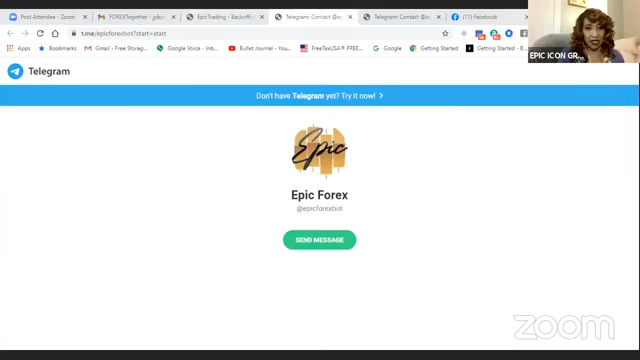 Post Attendee - Zoom
FOREXTogether -
EpicTrading - Backoffi
Telegram: Contact @e
Telegram: Contact @ep
(11) Facebook
t.me/epicforexbot?start=start
EPIC ICON GR
Apps
Bookmarks
Gmail - Free Storag...
Google Voice - Inbo...
Bullet Journal - You...
FreeTaxUSA® FREE...
Google
Getting Started
Getting Started
Telegram
Don't have Telegram yet? Try it now!
Epic
Epic Forex
@epicforexbot
SEND MESSAGE
zoom